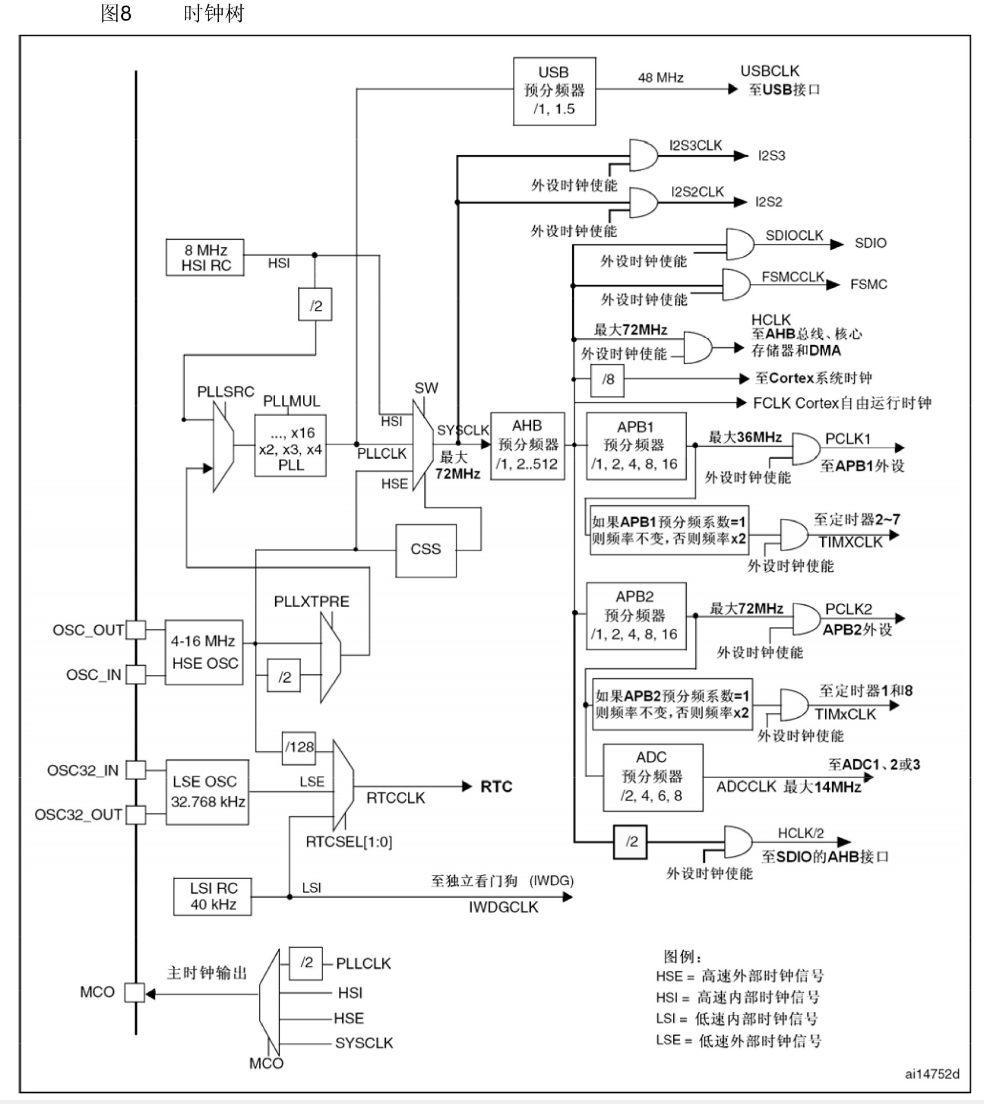 图8 时钟树
USB
预分频器
/1, 1.5
48 MHz
USBCLK
至USB接口
I2S3CLK
I2S3
外设时钟使能
I2S2CLK
I2S2
外设时钟使能
SDIOCLK
SDIO
外设时钟使能
FSMCCLK
FSMC
外设时钟使能
8 MHz
HSI RC
HSI
/2
最大72MHz
外设时钟使能
HCLK
至AHB总线、核心
存储器和DMA
/8
至Cortex系统时钟
FCLK Cortex自由运行时钟
PLLSRC
PLLMUL
..., x16
x2, x3, x4
PLL
SW
HSI
PLLCLK
HSE
SYSCLK
最大
72MHz
AHB
预分频器
/1, 2..512
APB1
预分频器
/1, 2, 4, 8, 16
最大36MHz
外设时钟使能
PCLK1
至APB1外设
如果APB1预分频系数=1
则频率不变,否则频率x2
外设时钟使能
至定时器2~7
TIMXCLK
CSS
PLLXTPRE
OSC_OUT
OSC_IN
4-16 MHz
HSE OSC
/2
APB2
预分频器
/1, 2, 4, 8, 16
最大72MHz
外设时钟使能
PCLK2
APB2外设
如果APB2预分频系数=1
则频率不变,否则频率x2
外设时钟使能
至定时器1和8
TIMxCLK
/128
OSC32_IN
OSC32_OUT
LSE OSC
32.768 kHz
LSE
RTCCLK
RTC
RTCSEL[1:0]
ADC
预分频器
/2, 4, 6, 8
至ADC1、2或3
ADCCLK 最大14MHz
/2
外设时钟使能
HCLK/2
至SDIO的AHB接口
LSI RC
40 kHz
LSI
至独立看门狗 (IWDG)
IWDGCLK
MCO
主时钟输出
/2
PLLCLK
HSI
HSE
SYSCLK
MCO
图例:
HSE = 高速外部时钟信号
HSI = 高速内部时钟信号
LSI = 低速内部时钟信号
LSE = 低速外部时钟信号
ai14752d